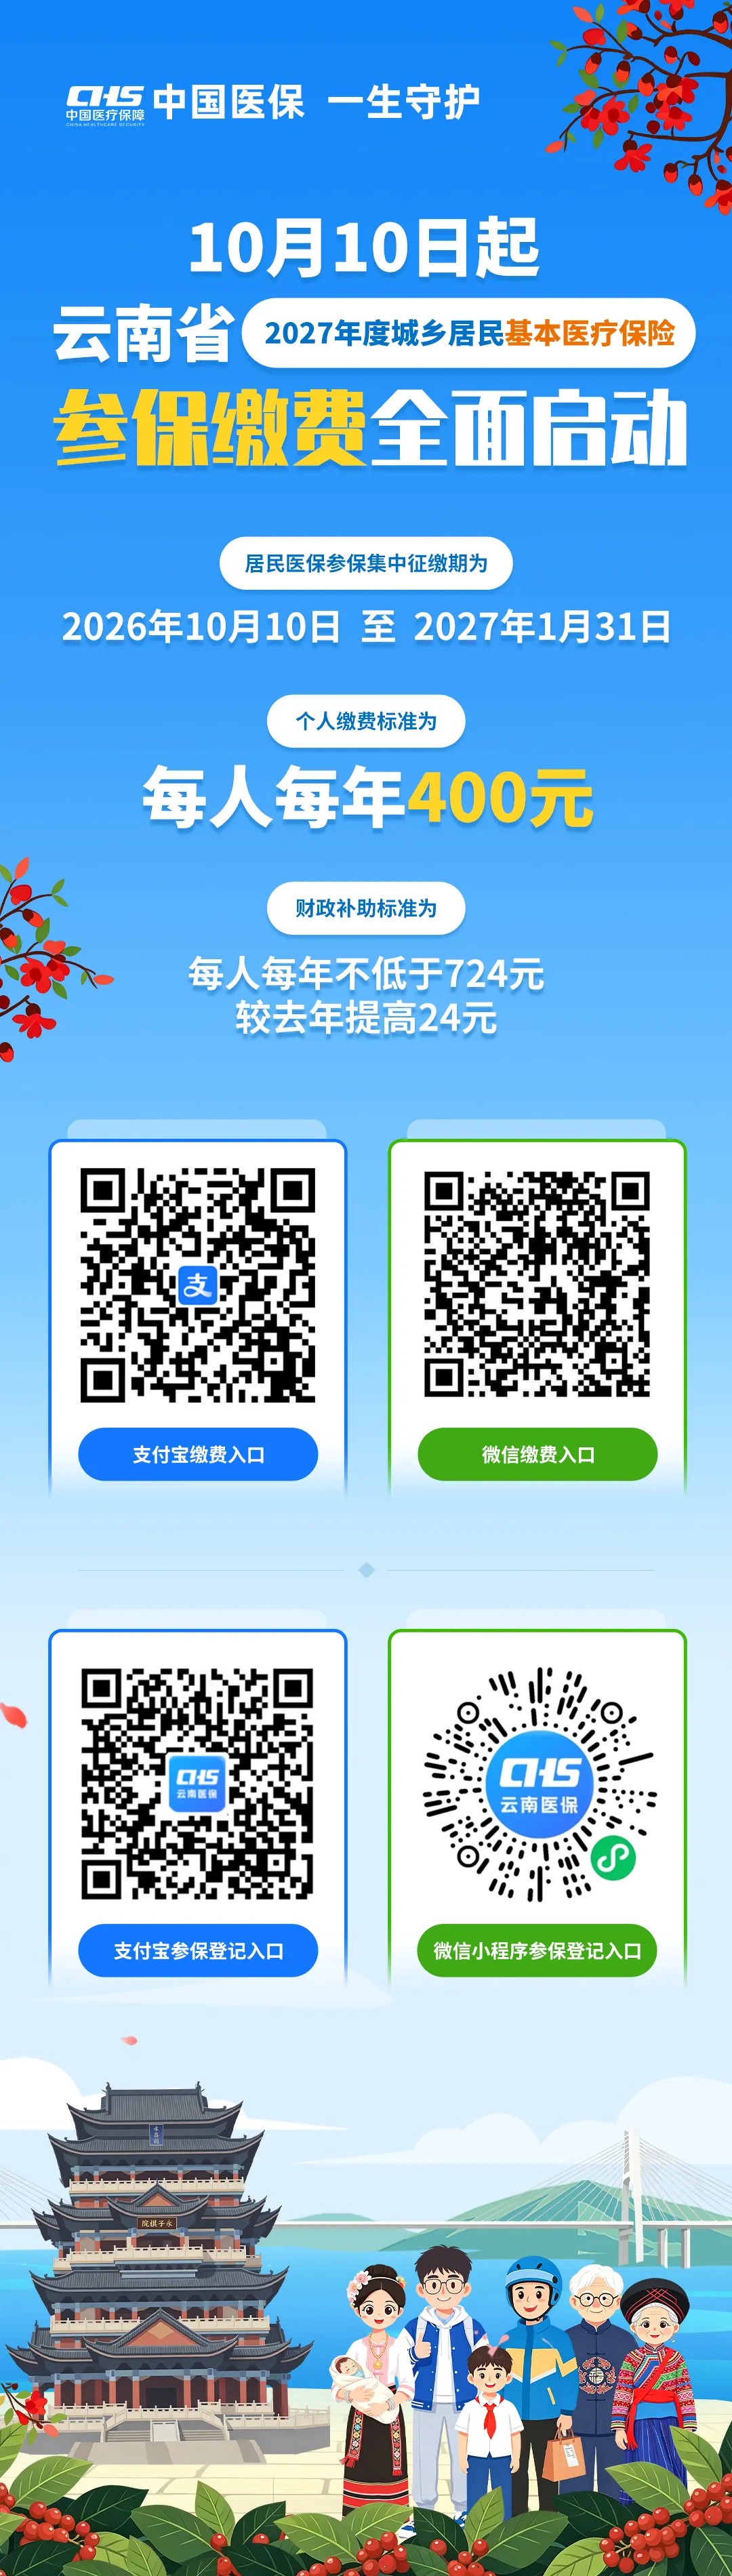 CHS
中国医疗保障
CHINA HEALTHCARE SECURITY
中国医保 一生守护
10月10日起
云南省
2027年度城乡居民基本医疗保险
参保缴费全面启动
居民医保参保集中征缴期为
2026年10月10日 至 2027年1月31日
个人缴费标准为
每人每年400元
财政补助标准为
每人每年不低于724元
较去年提高24元
支
支付宝缴费入口
微信缴费入口
CHS
云南医保
CHS
云南医保
支付宝参保登记入口
微信小程序参保登记入口
院棋子永